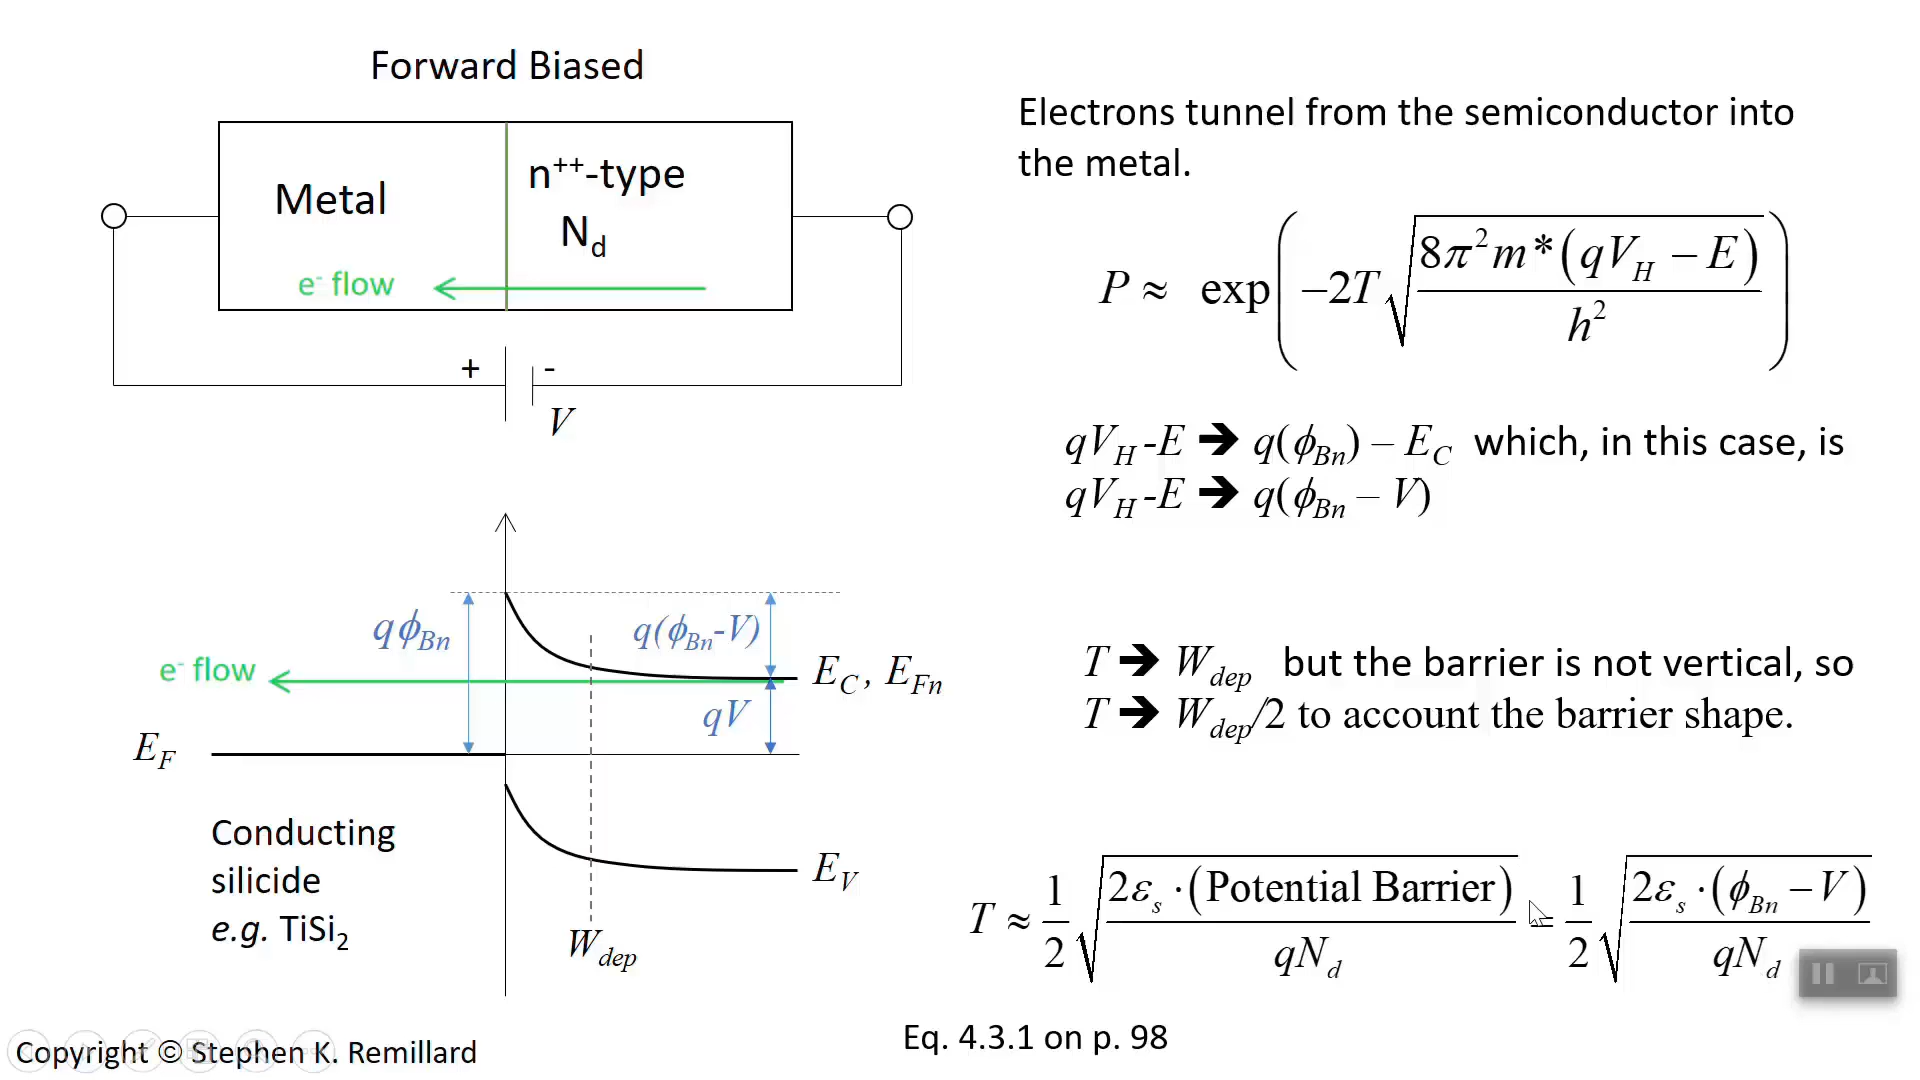 Forward Biased
Metal
n⁺⁺-type
N_d
e⁻ flow
+ -
V
Electrons tunnel from the semiconductor into
the metal.
P ≈ exp(−2T √(8π²m*(qV_H − E) / h²))
qV_H -E ➔ q(ϕ_Bn) – E_C which, in this case, is
qV_H -E ➔ q(ϕ_Bn – V)
qϕ_Bn
q(ϕ_Bn-V)
e⁻ flow
E_C , E_Fn
qV
E_F
E_V
W_dep
Conducting
silicide
e.g. TiSi₂
T ➔ W_dep but the barrier is not vertical, so
T ➔ W_dep/2 to account the barrier shape.
T ≈ 1/2 √(2ε_s ·(Potential Barrier) / qN_d) = 1/2 √(2ε_s ·(ϕ_Bn − V) / qN_d)
Eq. 4.3.1 on p. 98
Copyright © Stephen K. Remillard